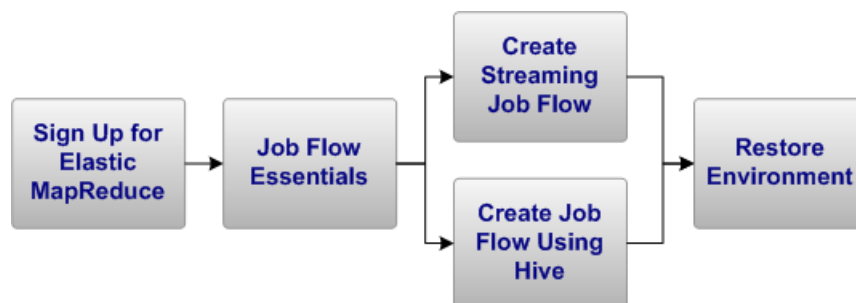 Sign Up for
Elastic
MapReduce
Job Flow
Essentials
Create
Streaming
Job Flow
Create Job
Flow Using
Hive
Restore
Environment